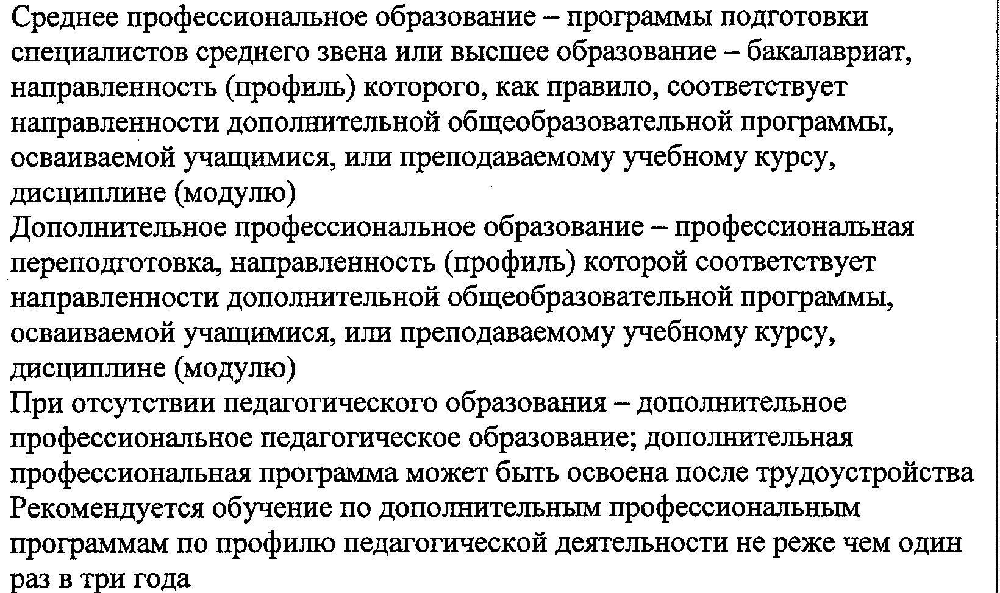 Среднее профессиональное образование – программы подготовки
специалистов среднего звена или высшее образование – бакалавриат,
направленность (профиль) которого, как правило, соответствует
направленности дополнительной общеобразовательной программы,
осваиваемой учащимися, или преподаваемому учебному курсу,
дисциплине (модулю)
Дополнительное профессиональное образование – профессиональная
переподготовка, направленность (профиль) которой соответствует
направленности дополнительной общеобразовательной программы,
осваиваемой учащимися, или преподаваемому учебному курсу,
дисциплине (модулю)
При отсутствии педагогического образования – дополнительное
профессиональное педагогическое образование; дополнительная
профессиональная программа может быть освоена после трудоустройства
Рекомендуется обучение по дополнительным профессиональным
программам по профилю педагогической деятельности не реже чем один
раз в три года